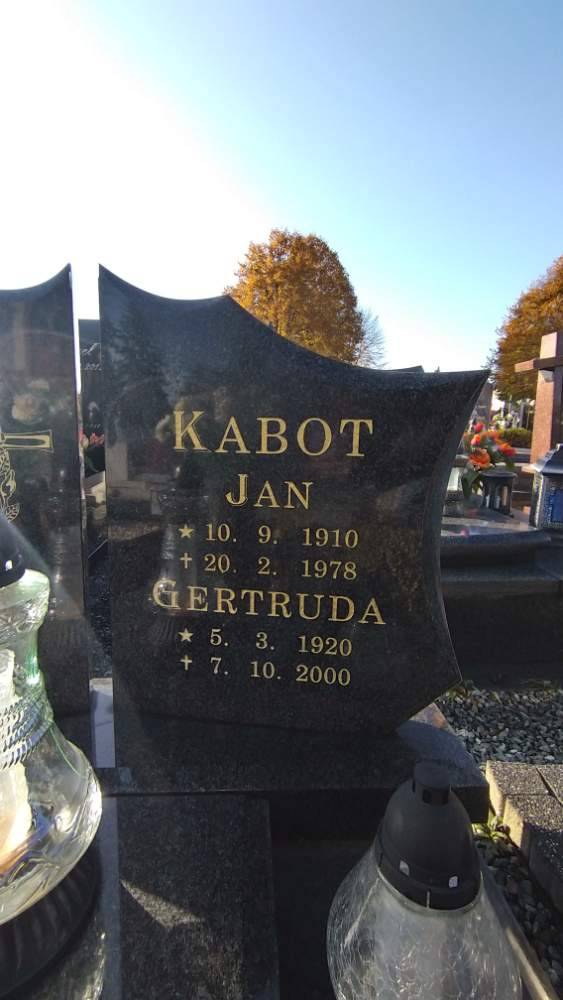 KABOT
JAN
★ 10. 9. 1910
✝ 20. 2. 1978
GERTRUDA
★ 5. 3. 1920
✝ 7. 10. 2000